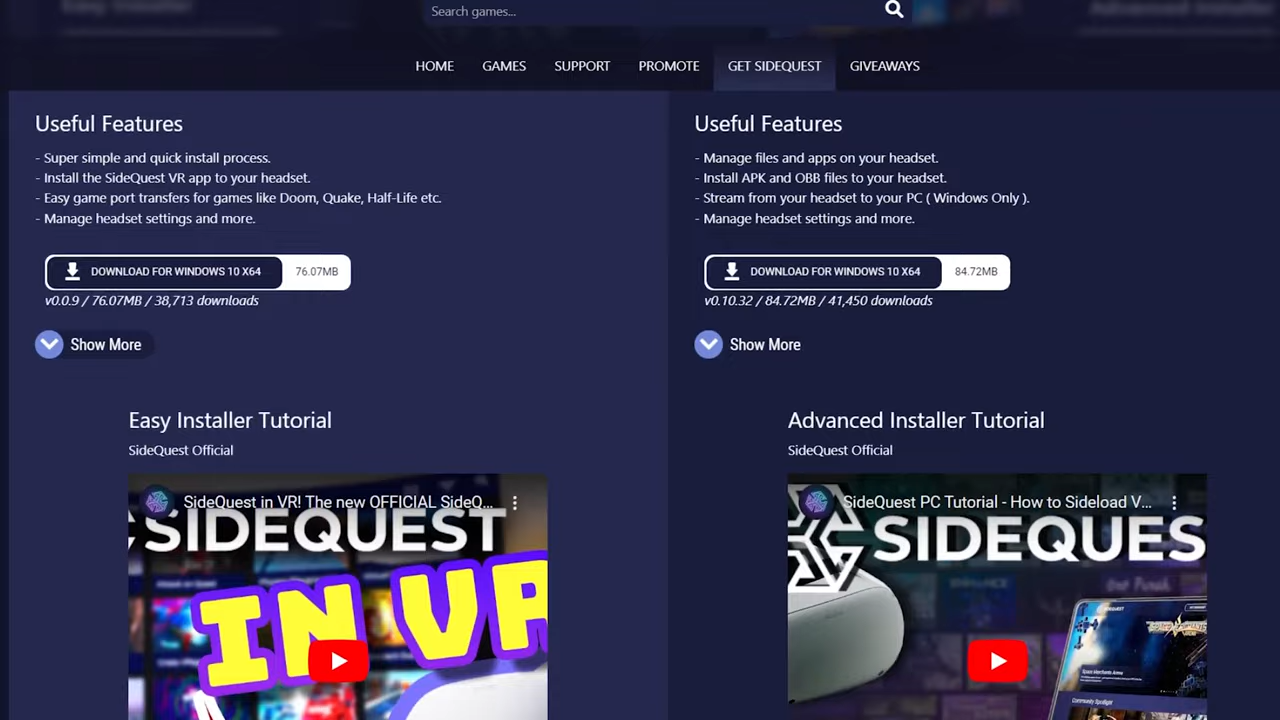 Easy Installer
Advanced Installer
Search games...
HOME
GAMES
SUPPORT
PROMOTE
GET SIDEQUEST
GIVEAWAYS
Useful Features
- Super simple and quick install process.
- Install the SideQuest VR app to your headset.
- Easy game port transfers for games like Doom, Quake, Half-Life etc.
- Manage headset settings and more.
DOWNLOAD FOR WINDOWS 10 X64 76.07MB
v0.0.9 / 76.07MB / 38,713 downloads
Show More
Easy Installer Tutorial
SideQuest Official
SideQuest in VR! The new OFFICIAL SideQ...
SIDEQUEST
IN VR
Useful Features
- Manage files and apps on your headset.
- Install APK and OBB files to your headset.
- Stream from your headset to your PC ( Windows Only ).
- Manage headset settings and more.
DOWNLOAD FOR WINDOWS 10 X64 84.72MB
v0.10.32 / 84.72MB / 41,450 downloads
Show More
Advanced Installer Tutorial
SideQuest Official
SideQuest PC Tutorial - How to Sideload V...
SIDEQUES
Community Spotlight